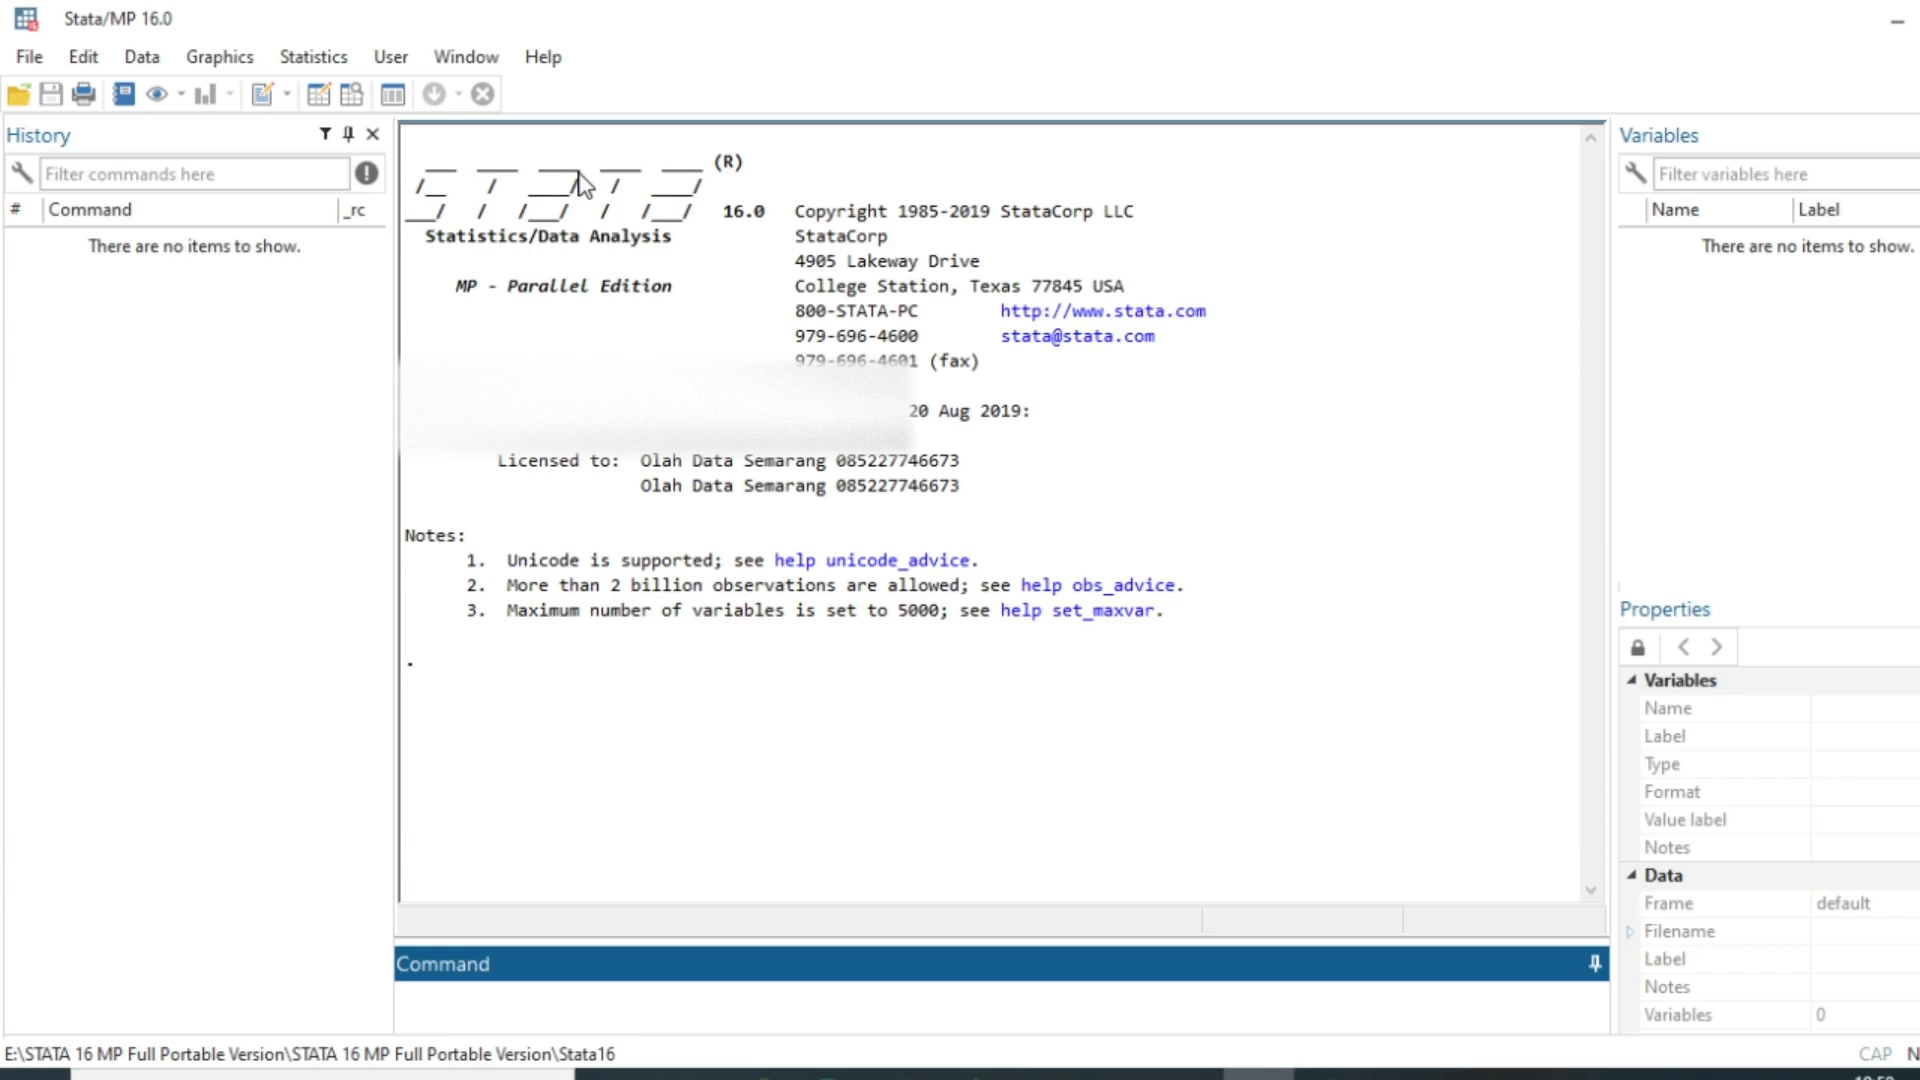 Stata/MP 16.0
File Edit Data Graphics Statistics User Window Help
History
Filter commands here
# Command _rc
There are no items to show.
(R)
16.0 Copyright 1985-2019 StataCorp LLC
Statistics/Data Analysis StataCorp
4905 Lakeway Drive
MP - Parallel Edition College Station, Texas 77845 USA
800-STATA-PC http://www.stata.com
979-696-4600 stata@stata.com
979-696-4601 (fax)
20 Aug 2019:
Licensed to: Olah Data Semarang 085227746673
Olah Data Semarang 085227746673
Notes:
1. Unicode is supported; see help unicode_advice.
2. More than 2 billion observations are allowed; see help obs_advice.
3. Maximum number of variables is set to 5000; see help set_maxvar.
.
Command
Variables
Filter variables here
Name Label
There are no items to show.
Properties
Variables
Name
Label
Type
Format
Value label
Notes
Data
Frame default
Filename
Label
Notes
Variables 0
E:\STATA 16 MP Full Portable Version\STATA 16 MP Full Portable Version\Stata16
CAP N